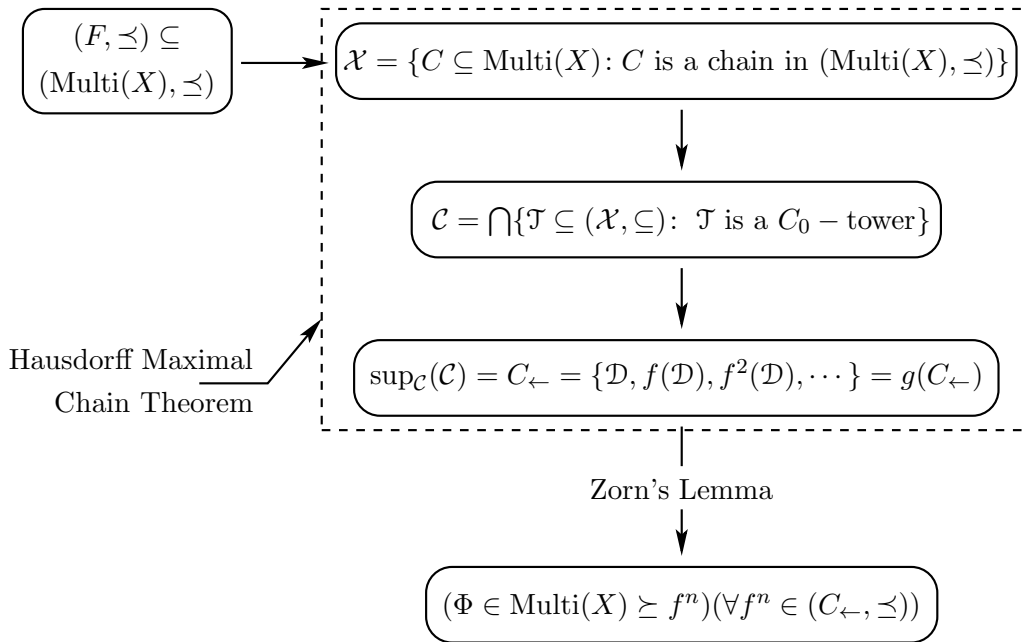 (F, ⪯) ⊆
(Multi(X), ⪯)
𝒳 = {C ⊆ Multi(X): C is a chain in (Multi(X), ⪯)}
𝒞 = ⋂{𝒯 ⊆ (𝒳, ⊆): 𝒯 is a C₀ − tower}
Hausdorff Maximal
Chain Theorem
sup_𝒞(𝒞) = C_← = {𝒟, f(𝒟), f²(𝒟), ⋯} = g(C_←)
Zorn's Lemma
(Φ ∈ Multi(X) ⪰ fⁿ)(∀fⁿ ∈ (C_←, ⪯))